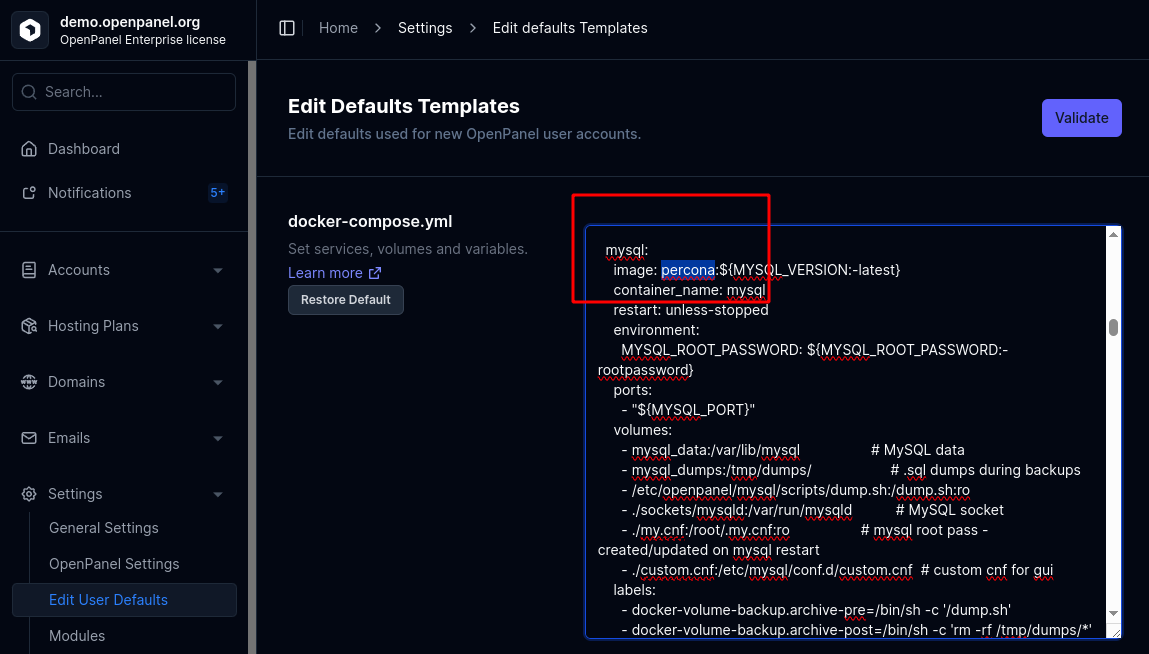 demo.openpanel.org
OpenPanel Enterprise license
Search...
Dashboard
Notifications 5+
Accounts
Hosting Plans
Domains
Emails
Settings
General Settings
OpenPanel Settings
Edit User Defaults
Modules
Home > Settings > Edit defaults Templates
Edit Defaults Templates
Edit defaults used for new OpenPanel user accounts.
Validate
docker-compose.yml
Set services, volumes and variables.
Learn more
Restore Default
mysql:
image: percona:${MYSQL_VERSION:-latest}
container_name: mysql
restart: unless-stopped
environment:
MYSQL_ROOT_PASSWORD: ${MYSQL_ROOT_PASSWORD:-
rootpassword}
ports:
- "${MYSQL_PORT}"
volumes:
- mysql_data:/var/lib/mysql # MySQL data
- mysql_dumps:/tmp/dumps/ # .sql dumps during backups
- /etc/openpanel/mysql/scripts/dump.sh:/dump.sh:ro
- ./sockets/mysqld:/var/run/mysqld # MySQL socket
- ./my.cnf:/root/.my.cnf:ro # mysql root pass -
created/updated on mysql restart
- ./custom.cnf:/etc/mysql/conf.d/custom.cnf # custom cnf for gui
labels:
- docker-volume-backup.archive-pre=/bin/sh -c '/dump.sh'
- docker-volume-backup.archive-post=/bin/sh -c 'rm -rf /tmp/dumps/*'